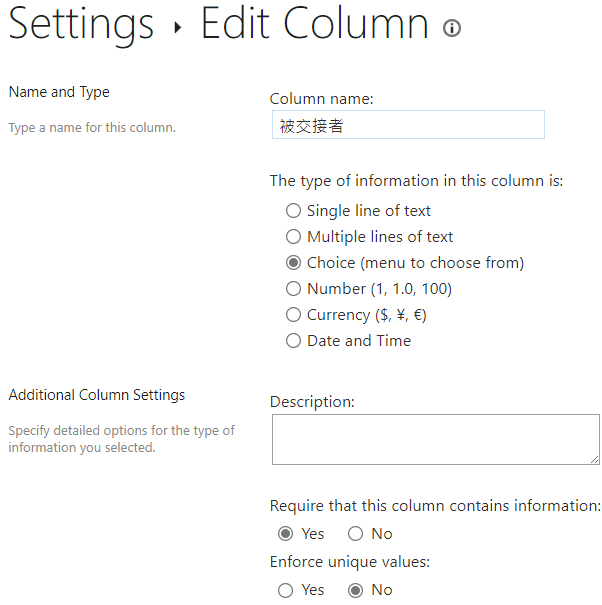 Settings ▸ Edit Column
Name and Type
Type a name for this column.
Column name:
被交接者
The type of information in this column is:
Single line of text
Multiple lines of text
Choice (menu to choose from)
Number (1, 1.0, 100)
Currency ($, ¥, €)
Date and Time
Additional Column Settings
Specify detailed options for the type of
information you selected.
Description:
Require that this column contains information:
Yes No
Enforce unique values:
Yes No